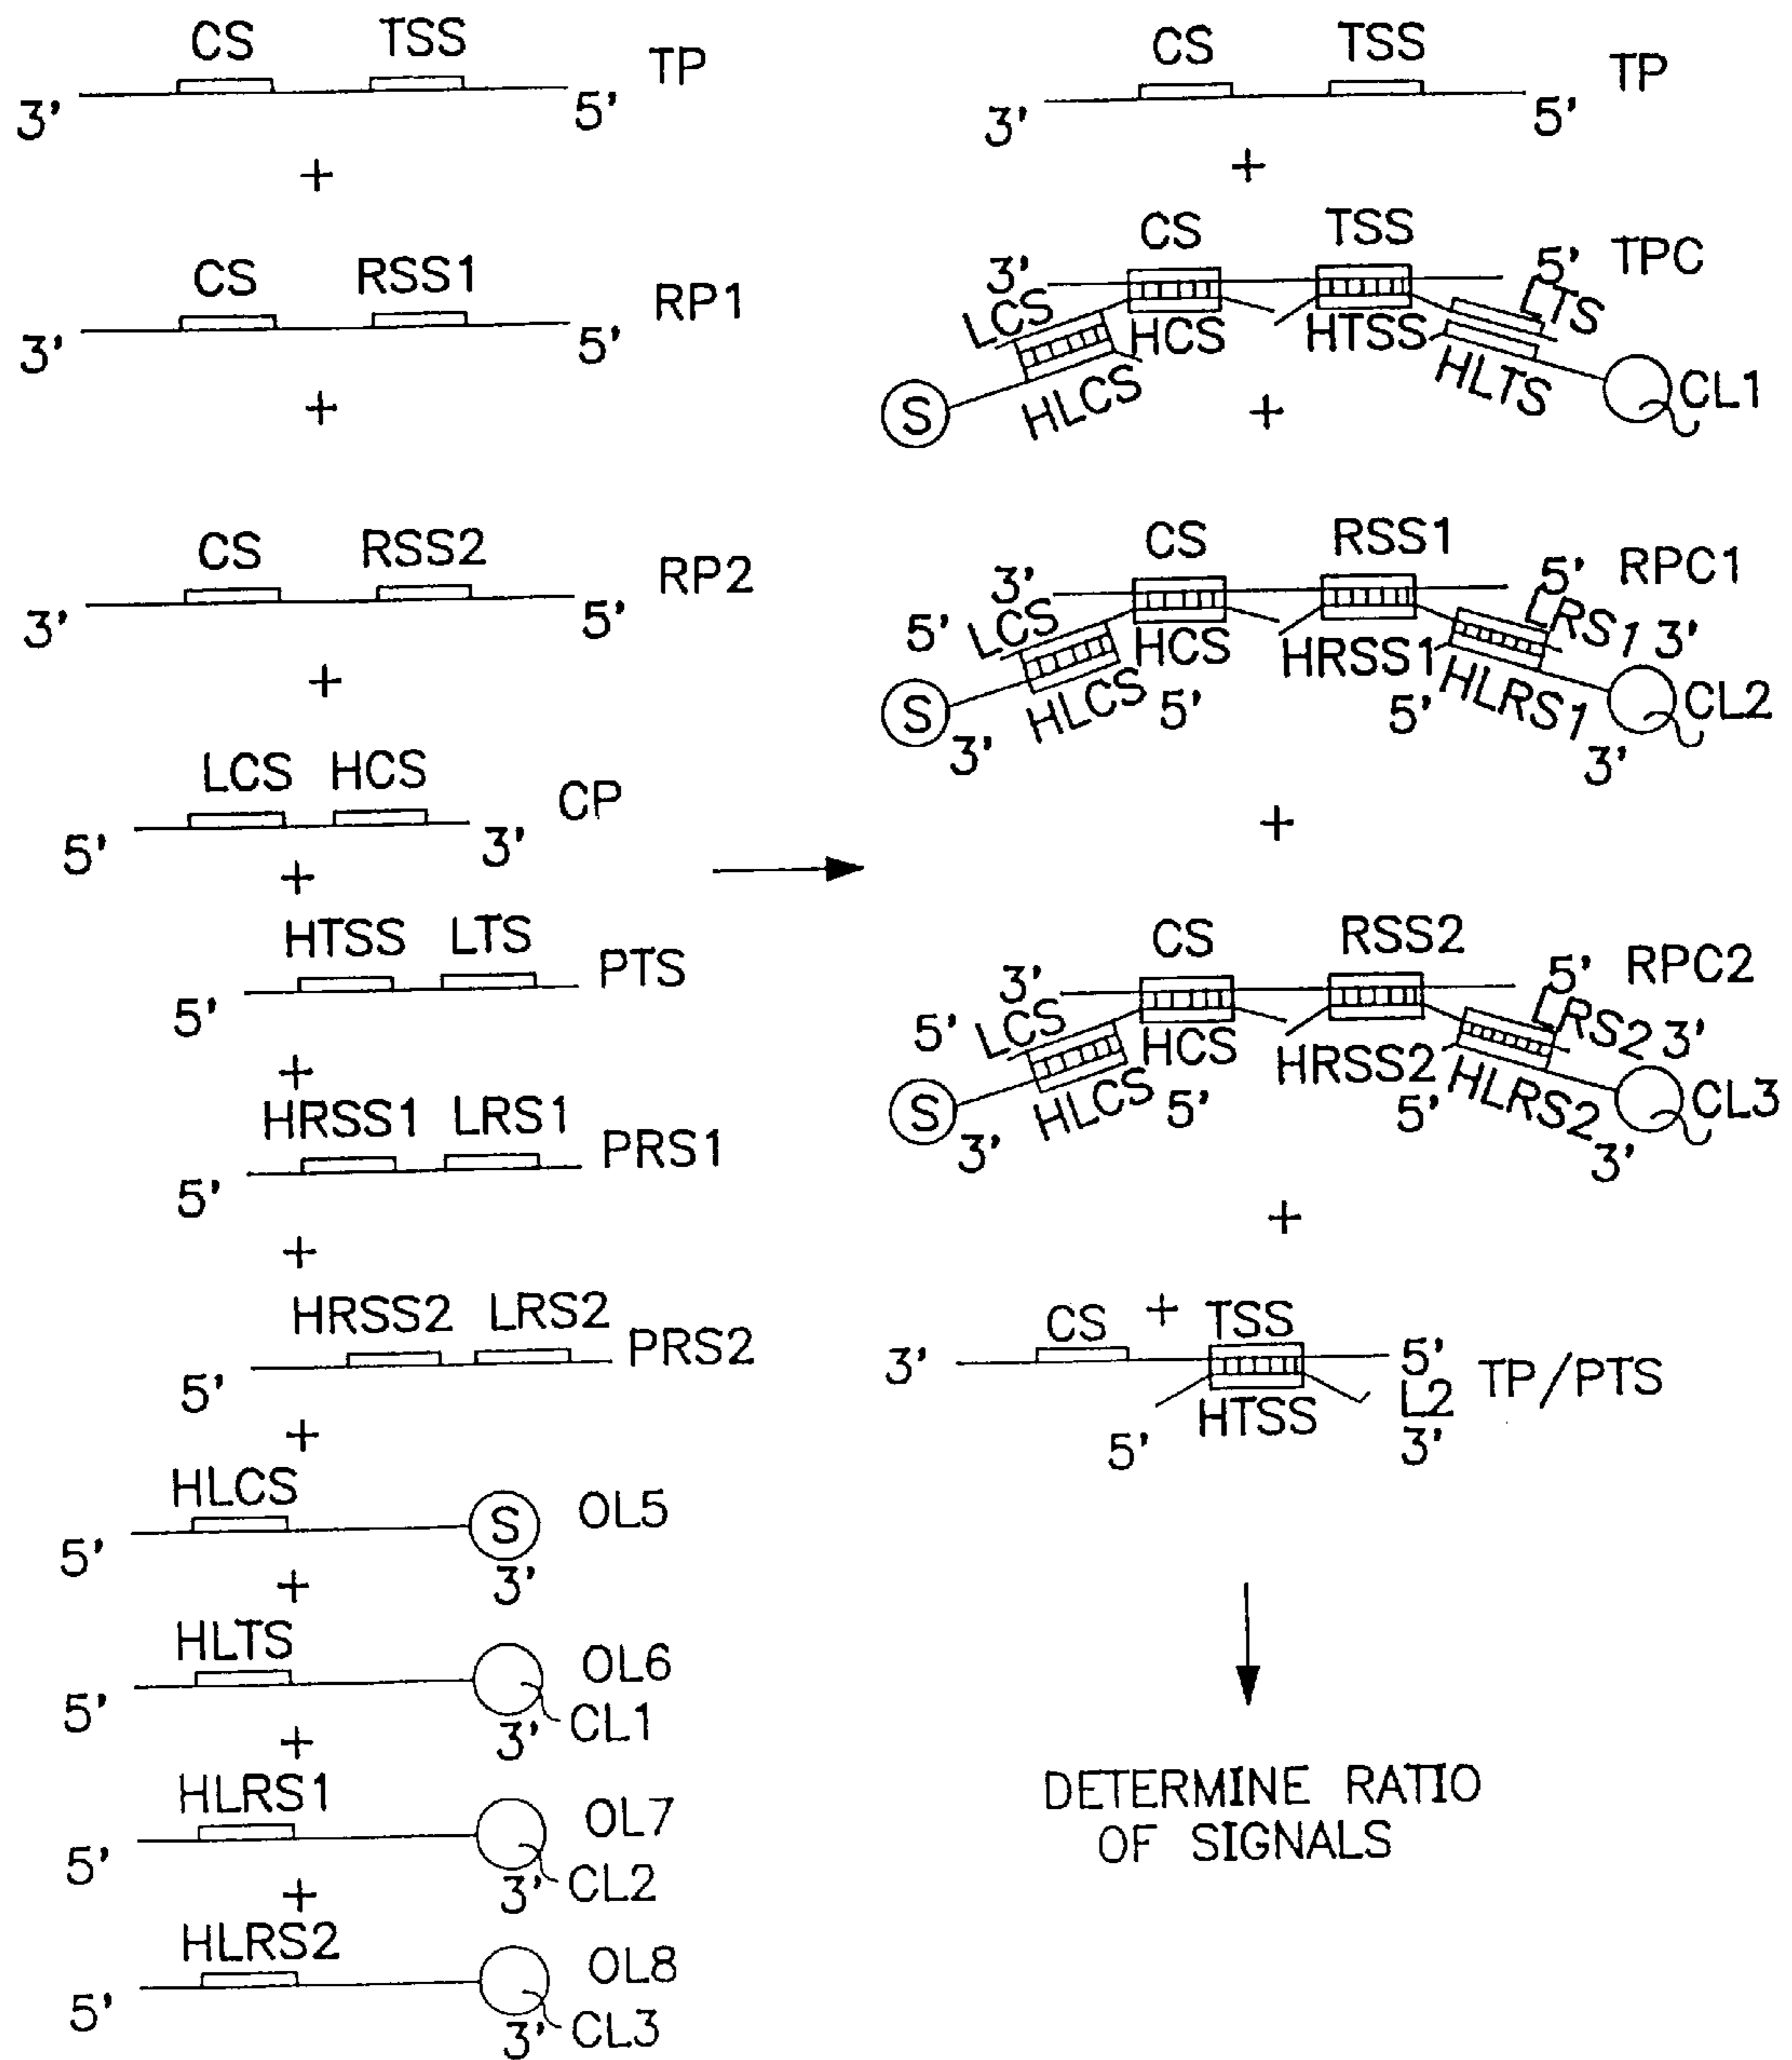 CS TSS TP
3' 5'
+
CS RSS1 RP1
3' 5'
+
CS RSS2 RP2
3' 5'
+
LCS HCS CP
5' 3'
+
HTSS LTS PTS
5'
+
HRSS1 LRS1 PRS1
5'
+
HRSS2 LRS2 PRS2
5'
+
HLCS S OL5
5' 3'
+
HLTS OL6
5' 3' CL1
+
HLRS1 OL7
5' 3' CL2
+
HLRS2 OL8
5' 3' CL3
CS TSS TP
3' 5'
+
CS TSS
3' 5' TPC
LCS HCS HTSS LTS
S HLCS HLTS CL1
+
CS RSS1
3' 5' RPC1
5' LCS HCS HRSS1 LRS1 3'
S HLCS 5' 5' HLRS1 CL2
3' 3'
+
CS RSS2
3' 5' RPC2
5' LCS HCS HRSS2 LRS2 3'
S HLCS 5' 5' HLRS2 CL3
3' 3'
+
CS + TSS
3' 5' TP/PTS
HTSS L2
5' 3'
DETERMINE RATIO
OF SIGNALS